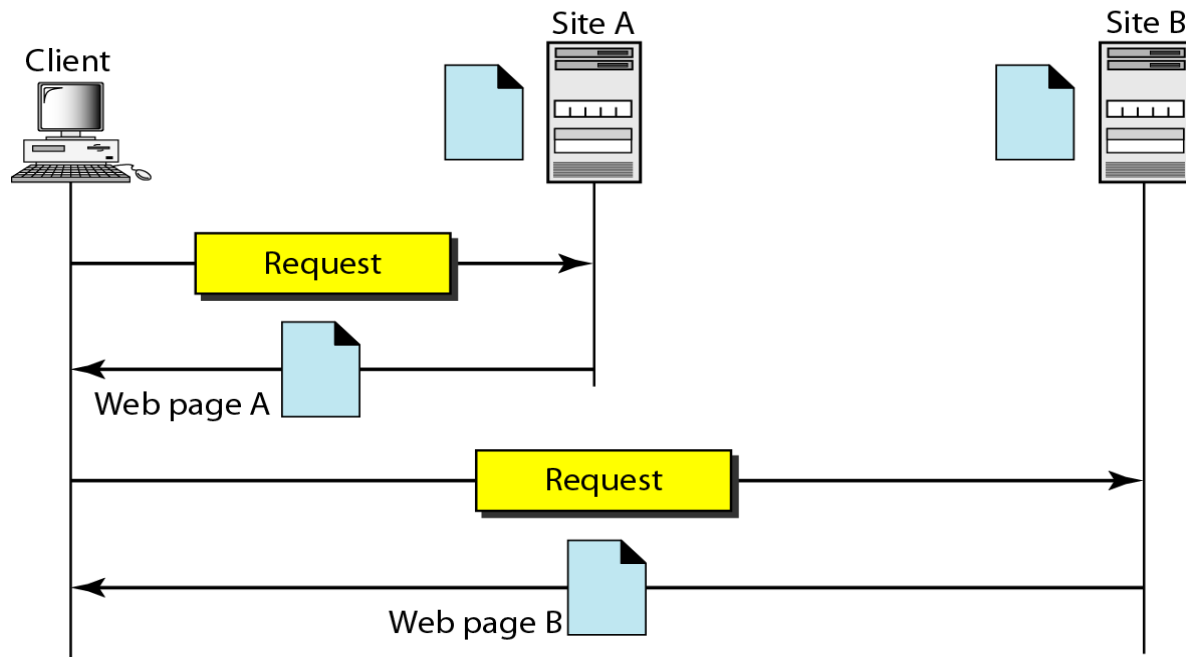 Site A
Site B
Client
Request
Web page A
Request
Web page B